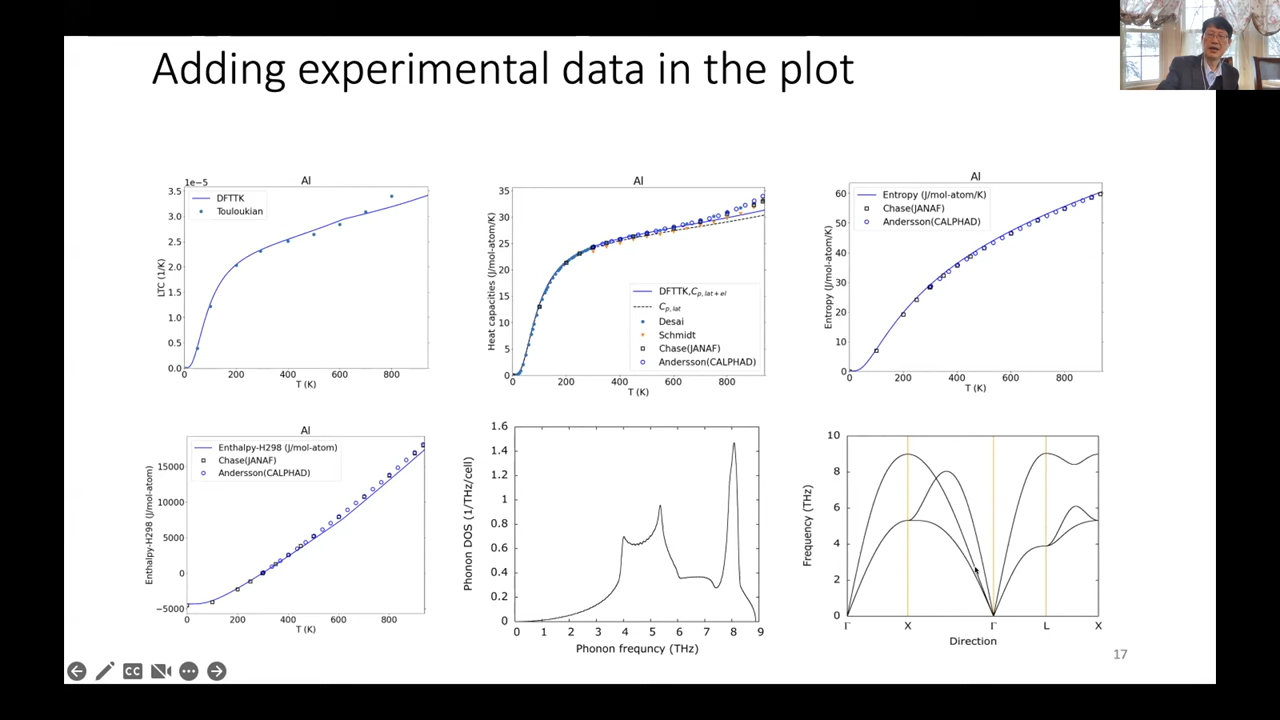 Adding experimental data in the plot
Al
1e−5
DFTTK
Touloukian
3.5
3.0
2.5
2.0
1.5
1.0
0.5
0.0
LTC (1/K)
200
400
600
800
T (K)
Al
35
30
25
20
15
10
5
0
Heat capacities (J/mol-atom/K)
DFTTK,Cp, lat+el
Cp, lat
Desai
Schmidt
Chase(JANAF)
Andersson(CALPHAD)
0
200
400
600
800
T (K)
Al
Entropy (J/mol-atom/K)
Chase(JANAF)
Andersson(CALPHAD)
60
50
40
30
20
10
0
Entropy (J/mol-atom/K)
0
200
400
600
800
T (K)
Al
Enthalpy-H298 (J/mol-atom)
Chase(JANAF)
Andersson(CALPHAD)
15000
10000
5000
0
−5000
Enthalpy-H298 (J/mol-atom)
0
200
400
600
800
T (K)
1.6
1.4
1.2
1
0.8
0.6
0.4
0.2
0
Phonon DOS (1/THz/cell)
0 1 2 3 4 5 6 7 8 9
Phonon frequncy (THz)
10
8
6
4
2
0
Frequency (THz)
Γ X Γ L X
Direction
17
CC